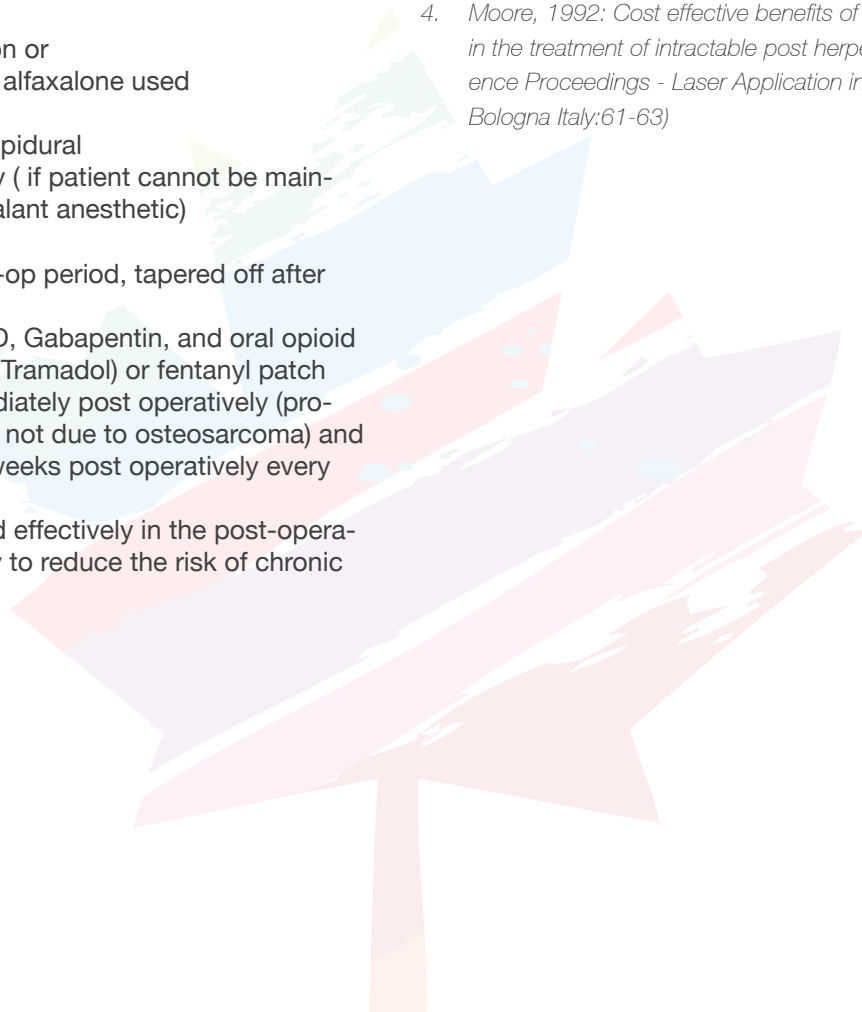 on or
alfaxalone used
pidural
y ( if patient cannot be main-
alant anesthetic)
-op period, tapered off after
D, Gabapentin, and oral opioid
Tramadol) or fentanyl patch
diately post operatively (pro-
not due to osteosarcoma) and
weeks post operatively every
d effectively in the post-opera-
y to reduce the risk of chronic
4. Moore, 1992: Cost effective benefits of
in the treatment of intractable post herpe
ence Proceedings - Laser Application in
Bologna Italy:61-63)